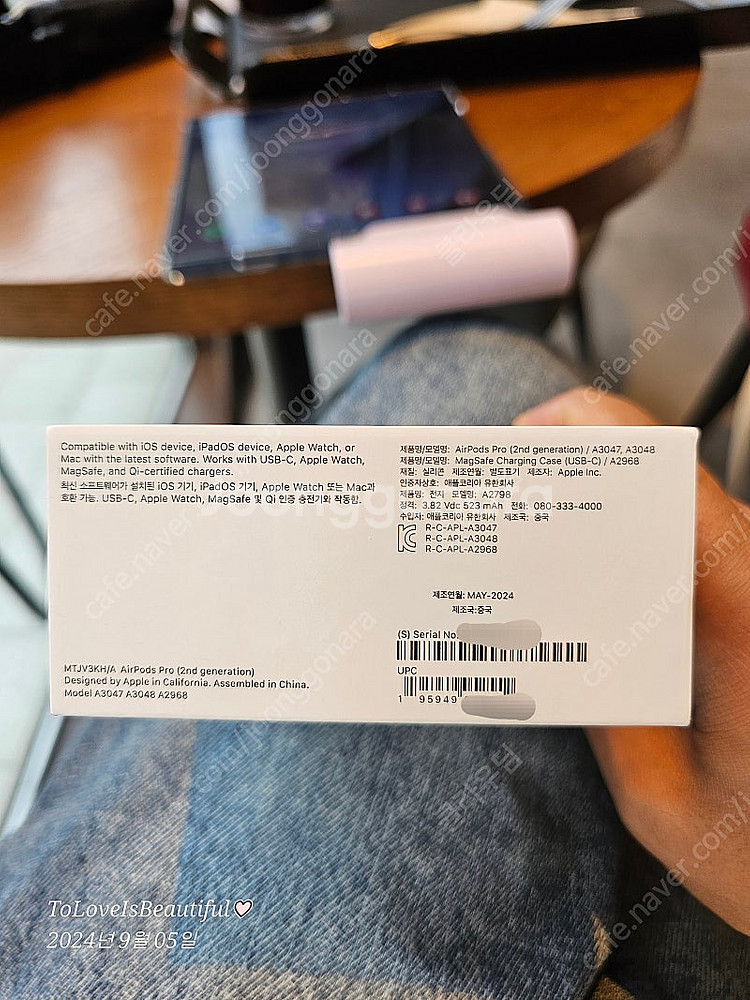 Compatible with iOS device, iPadOS device, Apple Watch, or
Mac with the latest software. Works with USB-C, Apple Watch,
MagSafe, and Qi-certified chargers.
최신 소프트웨어가 설치된 iOS 기기, iPadOS 기기, Apple Watch 또는 Mac과
호환 가능. USB-C, Apple Watch, MagSafe 및 Qi 인증 충전기와 작동함.
MTJV3KH/A AirPods Pro (2nd generation)
Designed by Apple in California. Assembled in China.
Model A3047 A3048 A2968
제품명/모델명: AirPods Pro (2nd generation) / A3047, A3048
제품명/모델명: MagSafe Charging Case (USB-C) / A2968
재질: 실리콘 제조연월: 별도표기 제조자: Apple Inc.
인증자상호: 애플코리아 유한회사
제품명: 전지 모델명: A2798
정격: 3.82 Vdc 523 mAh 전화: 080-333-4000
수입자: 애플코리아 유한회사 제조국: 중국
R-C-APL-A3047
R-C-APL-A3048
R-C-APL-A2968
제조연월: MAY-2024
제조국:중국
(S) Serial No.
UPC
1 95949
ToLoveIsBeautiful♡
2024년 9월 05일
cafe.naver.com/joonggonara
cafe.naver.com/joonggonara
joonggonara